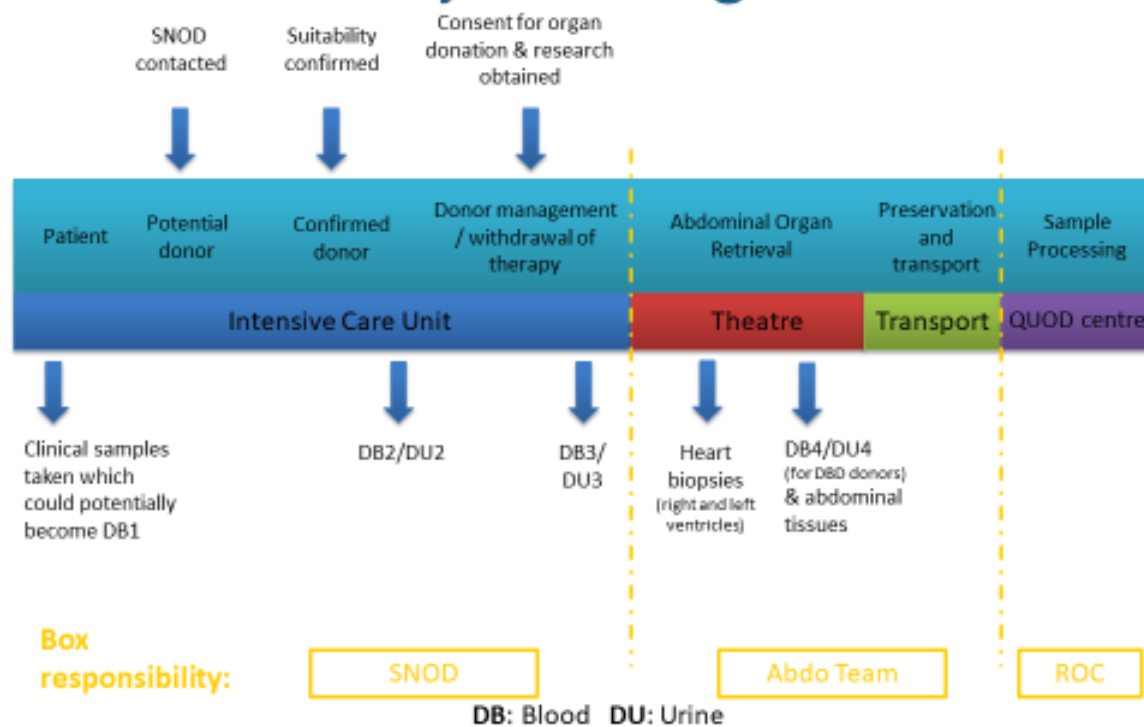 SNOD
contacted
Suitability
confirmed
Consent for organ
donation & research
obtained
Patient
Potential
donor
Confirmed
donor
Donor management
/ withdrawal of
therapy
Abdominal Organ
Retrieval
Preservation
and
transport
Sample
Processing
Intensive Care Unit
Theatre
Transport
QUOD centre
Clinical samples
taken which
could potentially
become DB1
DB2/DU2
DB3/
DU3
Heart
biopsies
(right and left
ventricles)
DB4/DU4
(for DBD donors)
& abdominal
tissues
Box
responsibility:
SNOD
Abdo Team
ROC
DB: Blood DU: Urine